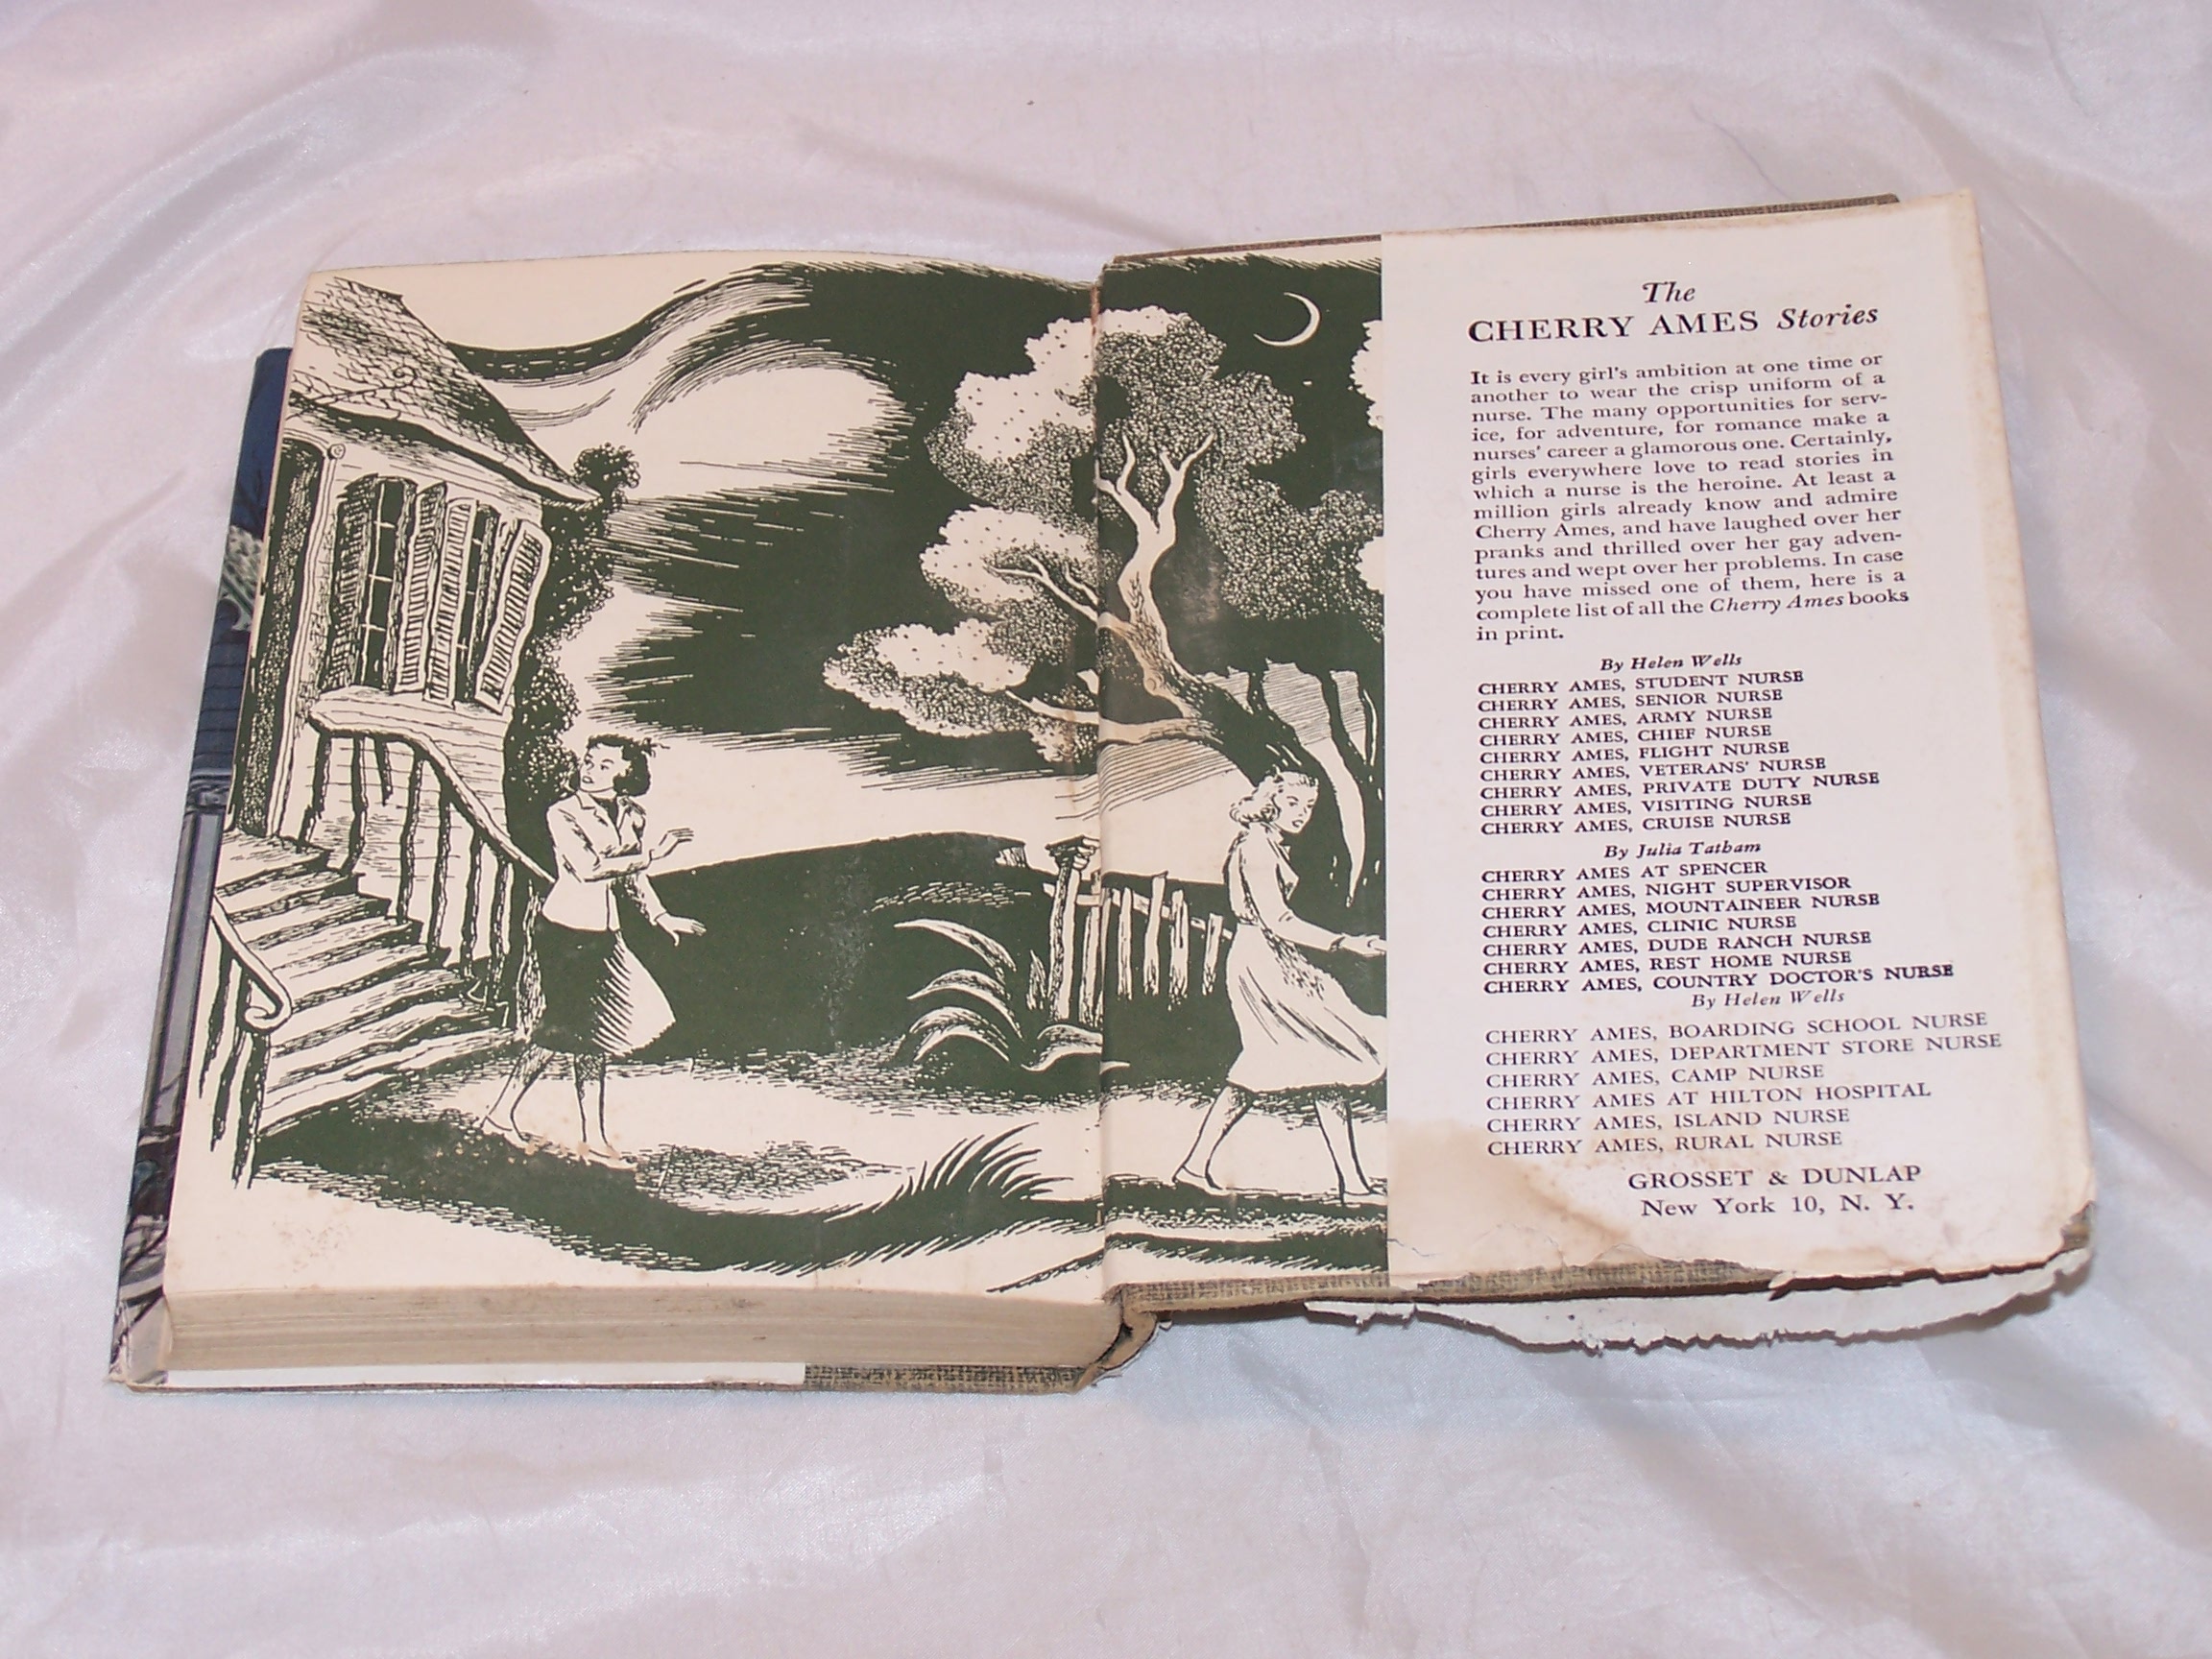 The
CHERRY AMES Stories
It is every girl's ambition at one time or
another to wear the crisp uniform of a
nurse. The many opportunities for serv-
ice, for adventure, for romance make a
nurses' career a glamorous one. Certainly,
girls everywhere love to read stories in
which a nurse is the heroine. At least a
million girls already know and admire
Cherry Ames, and have laughed over her
pranks and thrilled over her gay adven-
tures and wept over her problems. In case
you have missed one of them, here is a
complete list of all the Cherry Ames books
in print.
By Helen Wells
CHERRY AMES, STUDENT NURSE
CHERRY AMES, SENIOR NURSE
CHERRY AMES, ARMY NURSE
CHERRY AMES, CHIEF NURSE
CHERRY AMES, FLIGHT NURSE
CHERRY AMES, VETERANS' NURSE
CHERRY AMES, PRIVATE DUTY NURSE
CHERRY AMES, VISITING NURSE
CHERRY AMES, CRUISE NURSE
By Julia Tatham
CHERRY AMES AT SPENCER
CHERRY AMES, NIGHT SUPERVISOR
CHERRY AMES, MOUNTAINEER NURSE
CHERRY AMES, CLINIC NURSE
CHERRY AMES, DUDE RANCH NURSE
CHERRY AMES, REST HOME NURSE
CHERRY AMES, COUNTRY DOCTOR'S NURSE
By Helen Wells
CHERRY AMES, BOARDING SCHOOL NURSE
CHERRY AMES, DEPARTMENT STORE NURSE
CHERRY AMES, CAMP NURSE
CHERRY AMES AT HILTON HOSPITAL
CHERRY AMES, ISLAND NURSE
CHERRY AMES, RURAL NURSE
GROSSET & DUNLAP
New York 10, N. Y.